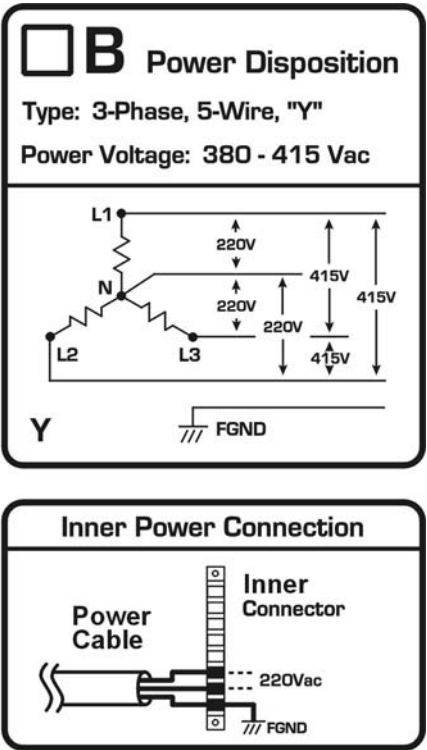 B Power Disposition
Type: 3-Phase, 5-Wire, "Y"
Power Voltage: 380 - 415 Vac
L1
220V
415V
N
415V
220V
220V
L2
L3
415V
Y
FGND
Inner Power Connection
Inner
Connector
Power
Cable
220Vac
FGND